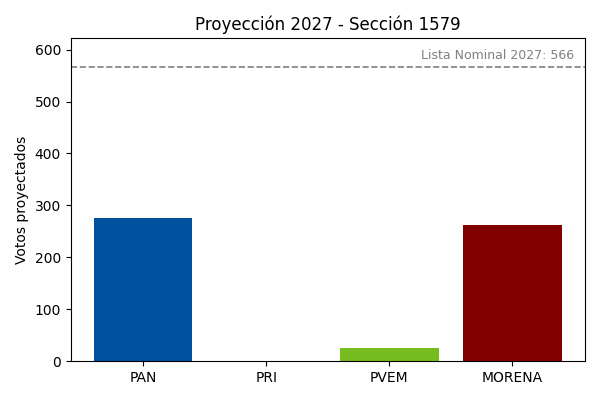 Proyección 2027 - Sección 1579
Lista Nominal 2027: 566
Votos proyectados
600
500
400
300
200
100
0
PAN PRI PVEM MORENA